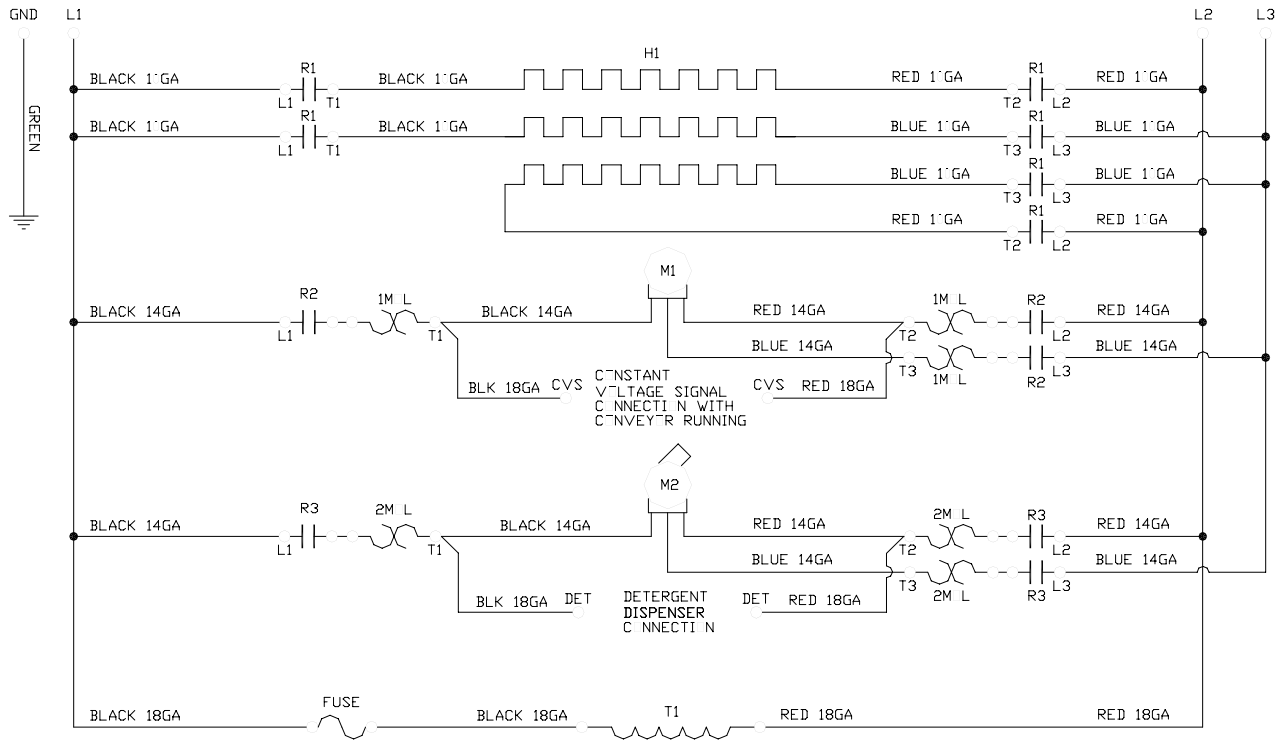 GND L1 L2 L3
H1
BLACK 1 GA R1 BLACK 1 GA RED 1 GA R1 RED 1 GA
L1 T1 T2 L2
GREEN
BLACK 1 GA R1 BLACK 1 GA BLUE 1 GA R1 BLUE 1 GA
L1 T1 T3 L3
BLUE 1 GA R1 BLUE 1 GA
T3 L3
RED 1 GA R1 RED 1 GA
T2 L2
M1
BLACK 14GA R2 1M L BLACK 14GA RED 14GA 1M L R2 RED 14GA
L1 T1 T2 L2
BLUE 14GA BLUE 14GA
T3 1M L R2 L3
BLK 18GA CVS C NSTANT CVS RED 18GA
V LTAGE SIGNAL
C NNECTI N WITH
C NVEY R RUNNING
M2
BLACK 14GA R3 2M L BLACK 14GA RED 14GA 2M L R3 RED 14GA
L1 T1 T2 L2
BLUE 14GA BLUE 14GA
T3 2M L R3 L3
BLK 18GA DET DETERGENT DET RED 18GA
DISPENSER
C NNECTI N
FUSE T1
BLACK 18GA BLACK 18GA RED 18GA RED 18GA